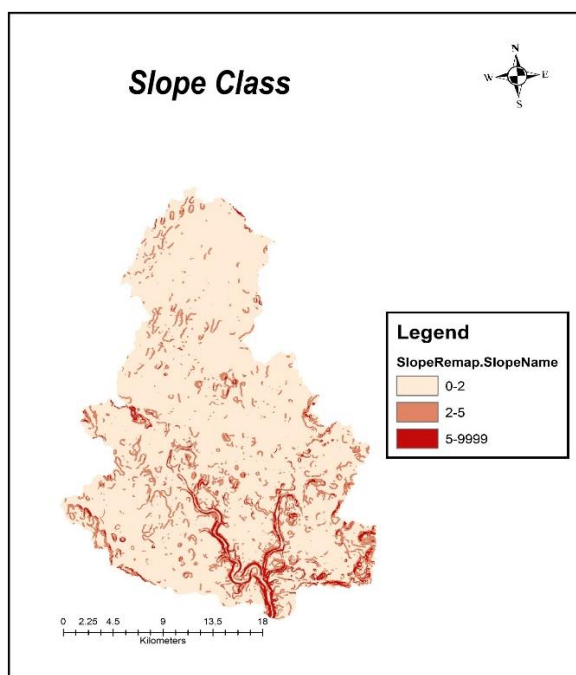 Slope Class
N
W E
S
Legend
SlopeRemap.SlopeName
0-2
2-5
5-9999
0 2.25 4.5 9 13.5 18
Kilometers